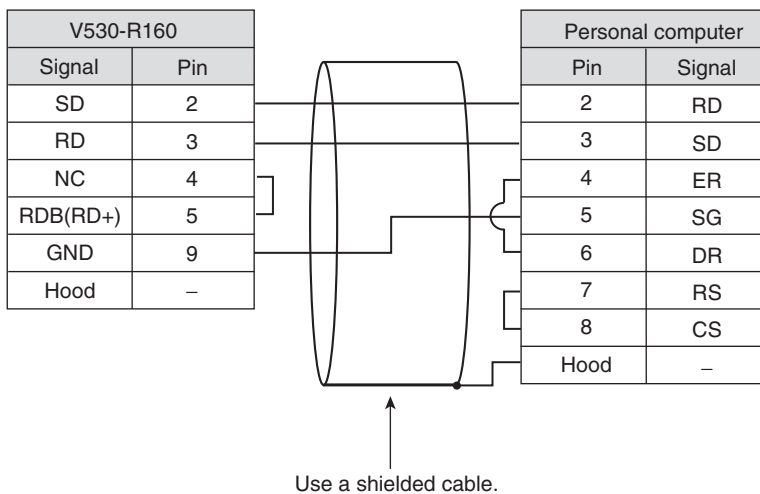 V530-R160
Signal Pin
SD 2
RD 3
NC 4
RDB(RD+) 5
GND 9
Hood –
Personal computer
Pin Signal
2 RD
3 SD
4 ER
5 SG
6 DR
7 RS
8 CS
Hood –
Use a shielded cable.